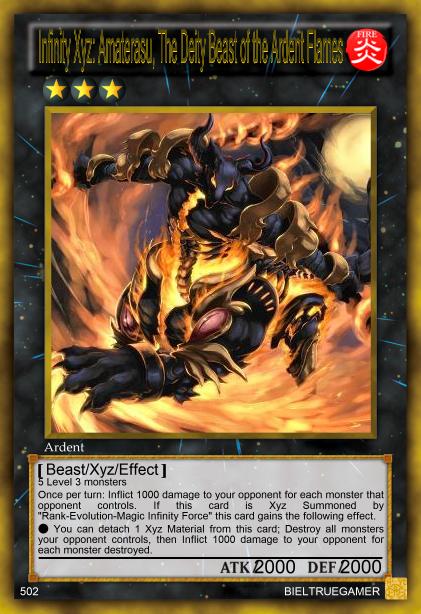 Infinity Xyz: Amaterasu, The Deity Beast of the Ardent Flames
FIRE
炎
Ardent
[ Beast/Xyz/Effect ]
5 Level 3 monsters
Once per turn: Inflict 1000 damage to your opponent for each monster that
opponent controls. If this card is Xyz Summoned by
"Rank-Evolution-Magic Infinity Force" this card gains the following effect.
● You can detach 1 Xyz Material from this card; Destroy all monsters
your opponent controls, then Inflict 1000 damage to your opponent for
each monster destroyed.
ATK/2000 DEF/2000
502 BIELTRUEGAMER